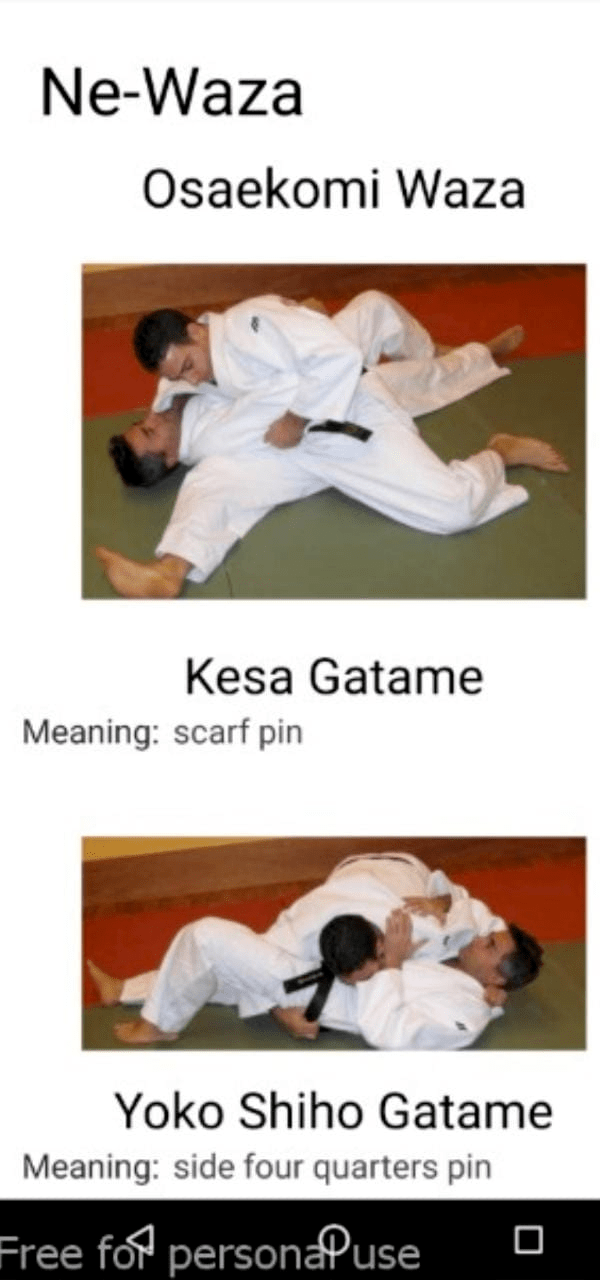 Ne-Waza
Osaekomi Waza
Kesa Gatame
Meaning: scarf pin
Yoko Shiho Gatame
Meaning: side four quarters pin
Free for personal use